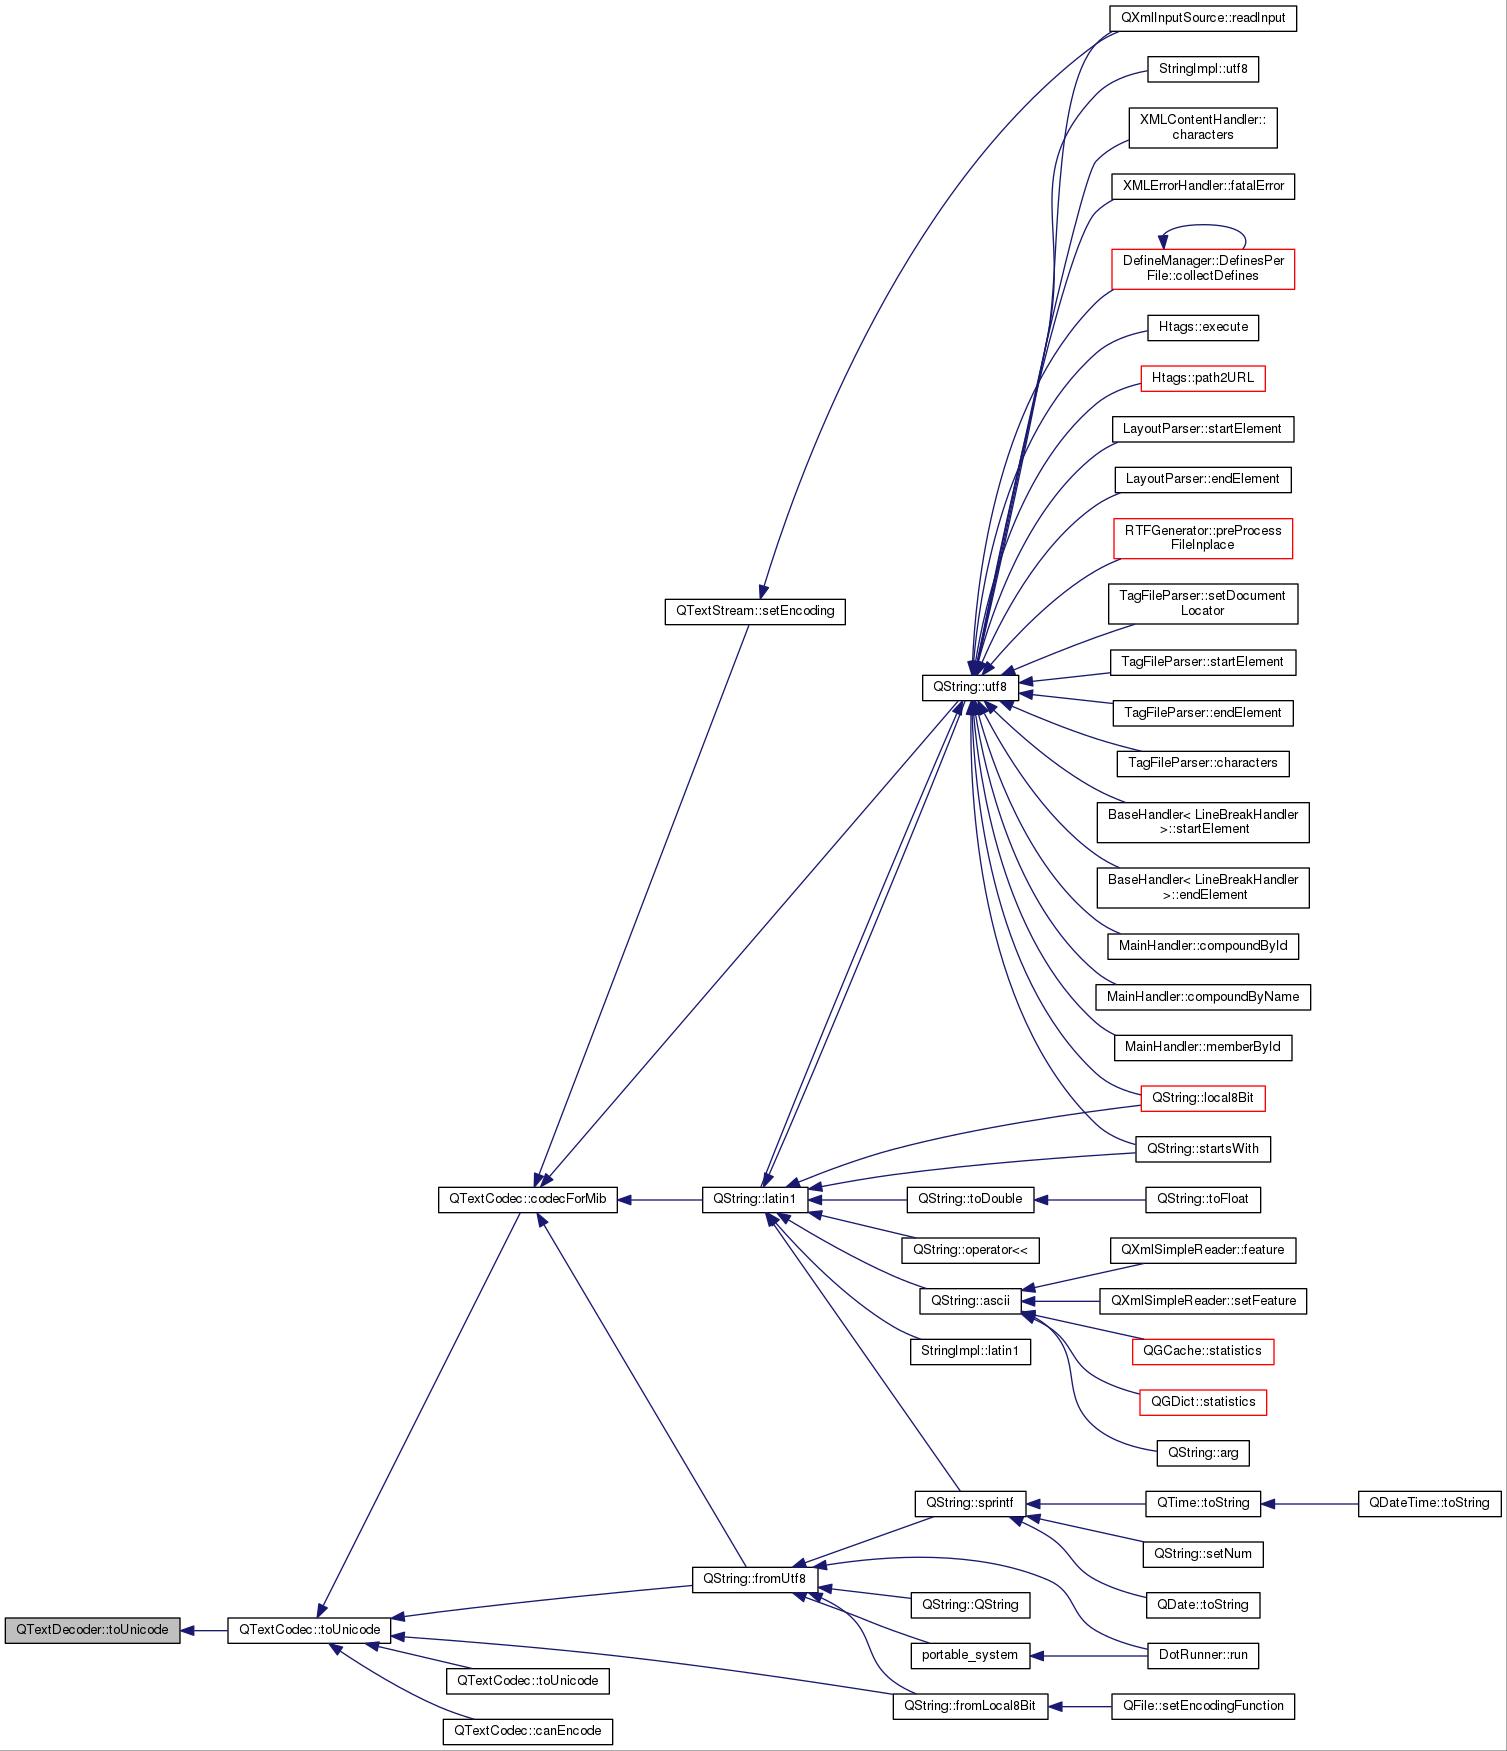 QXmlInputSource::readInput
StringImpl::utf8
XMLContentHandler::
characters
XMLErrorHandler::fatalError
DefineManager::DefinesPer
File::collectDefines
Htags::execute
Htags::path2URL
LayoutParser::startElement
LayoutParser::endElement
RTFGenerator::preProcess
FileInplace
TagFileParser::setDocument
Locator
QTextStream::setEncoding
TagFileParser::startElement
QString::utf8
TagFileParser::endElement
TagFileParser::characters
BaseHandler< LineBreakHandler
>::startElement
BaseHandler< LineBreakHandler
>::endElement
MainHandler::compoundById
MainHandler::compoundByName
MainHandler::memberById
QString::local8Bit
QString::startsWith
QTextCodec::codecForMib
QString::latin1
QString::toDouble
QString::toFloat
QString::operator<<
QXmlSimpleReader::feature
QString::ascii
QXmlSimpleReader::setFeature
StringImpl::latin1
QGCache::statistics
QGDict::statistics
QString::arg
QString::sprintf
QTime::toString
QDateTime::toString
QString::setNum
QString::fromUtf8
QString::QString
QDate::toString
QTextDecoder::toUnicode
QTextCodec::toUnicode
portable_system
DotRunner::run
QTextCodec::toUnicode
QString::fromLocal8Bit
QFile::setEncodingFunction
QTextCodec::canEncode